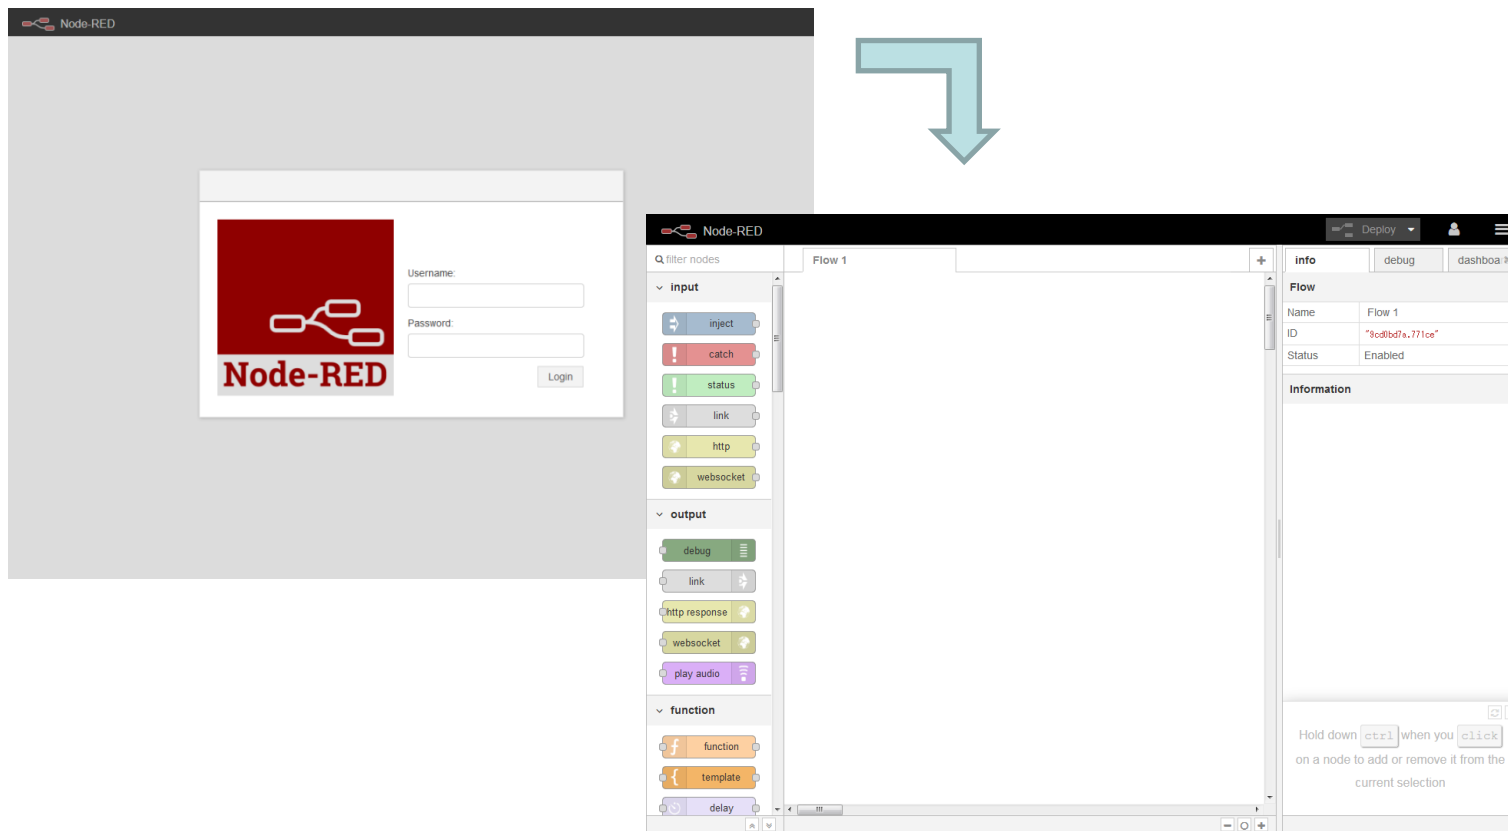 Node-RED
Username:
Password:
Node-RED
Login
Node-RED
Deploy
filter nodes
Flow 1
info
debug
input
inject
catch
status
link
http
websocket
output
debug
link
http response
websocket
play audio
function
function
template
delay
Flow
Name Flow 1
ID "8cd0bd7a.771ce"
Status Enabled
Information
Hold down ctrl when you click
on a node to add or remove it from the
current selection